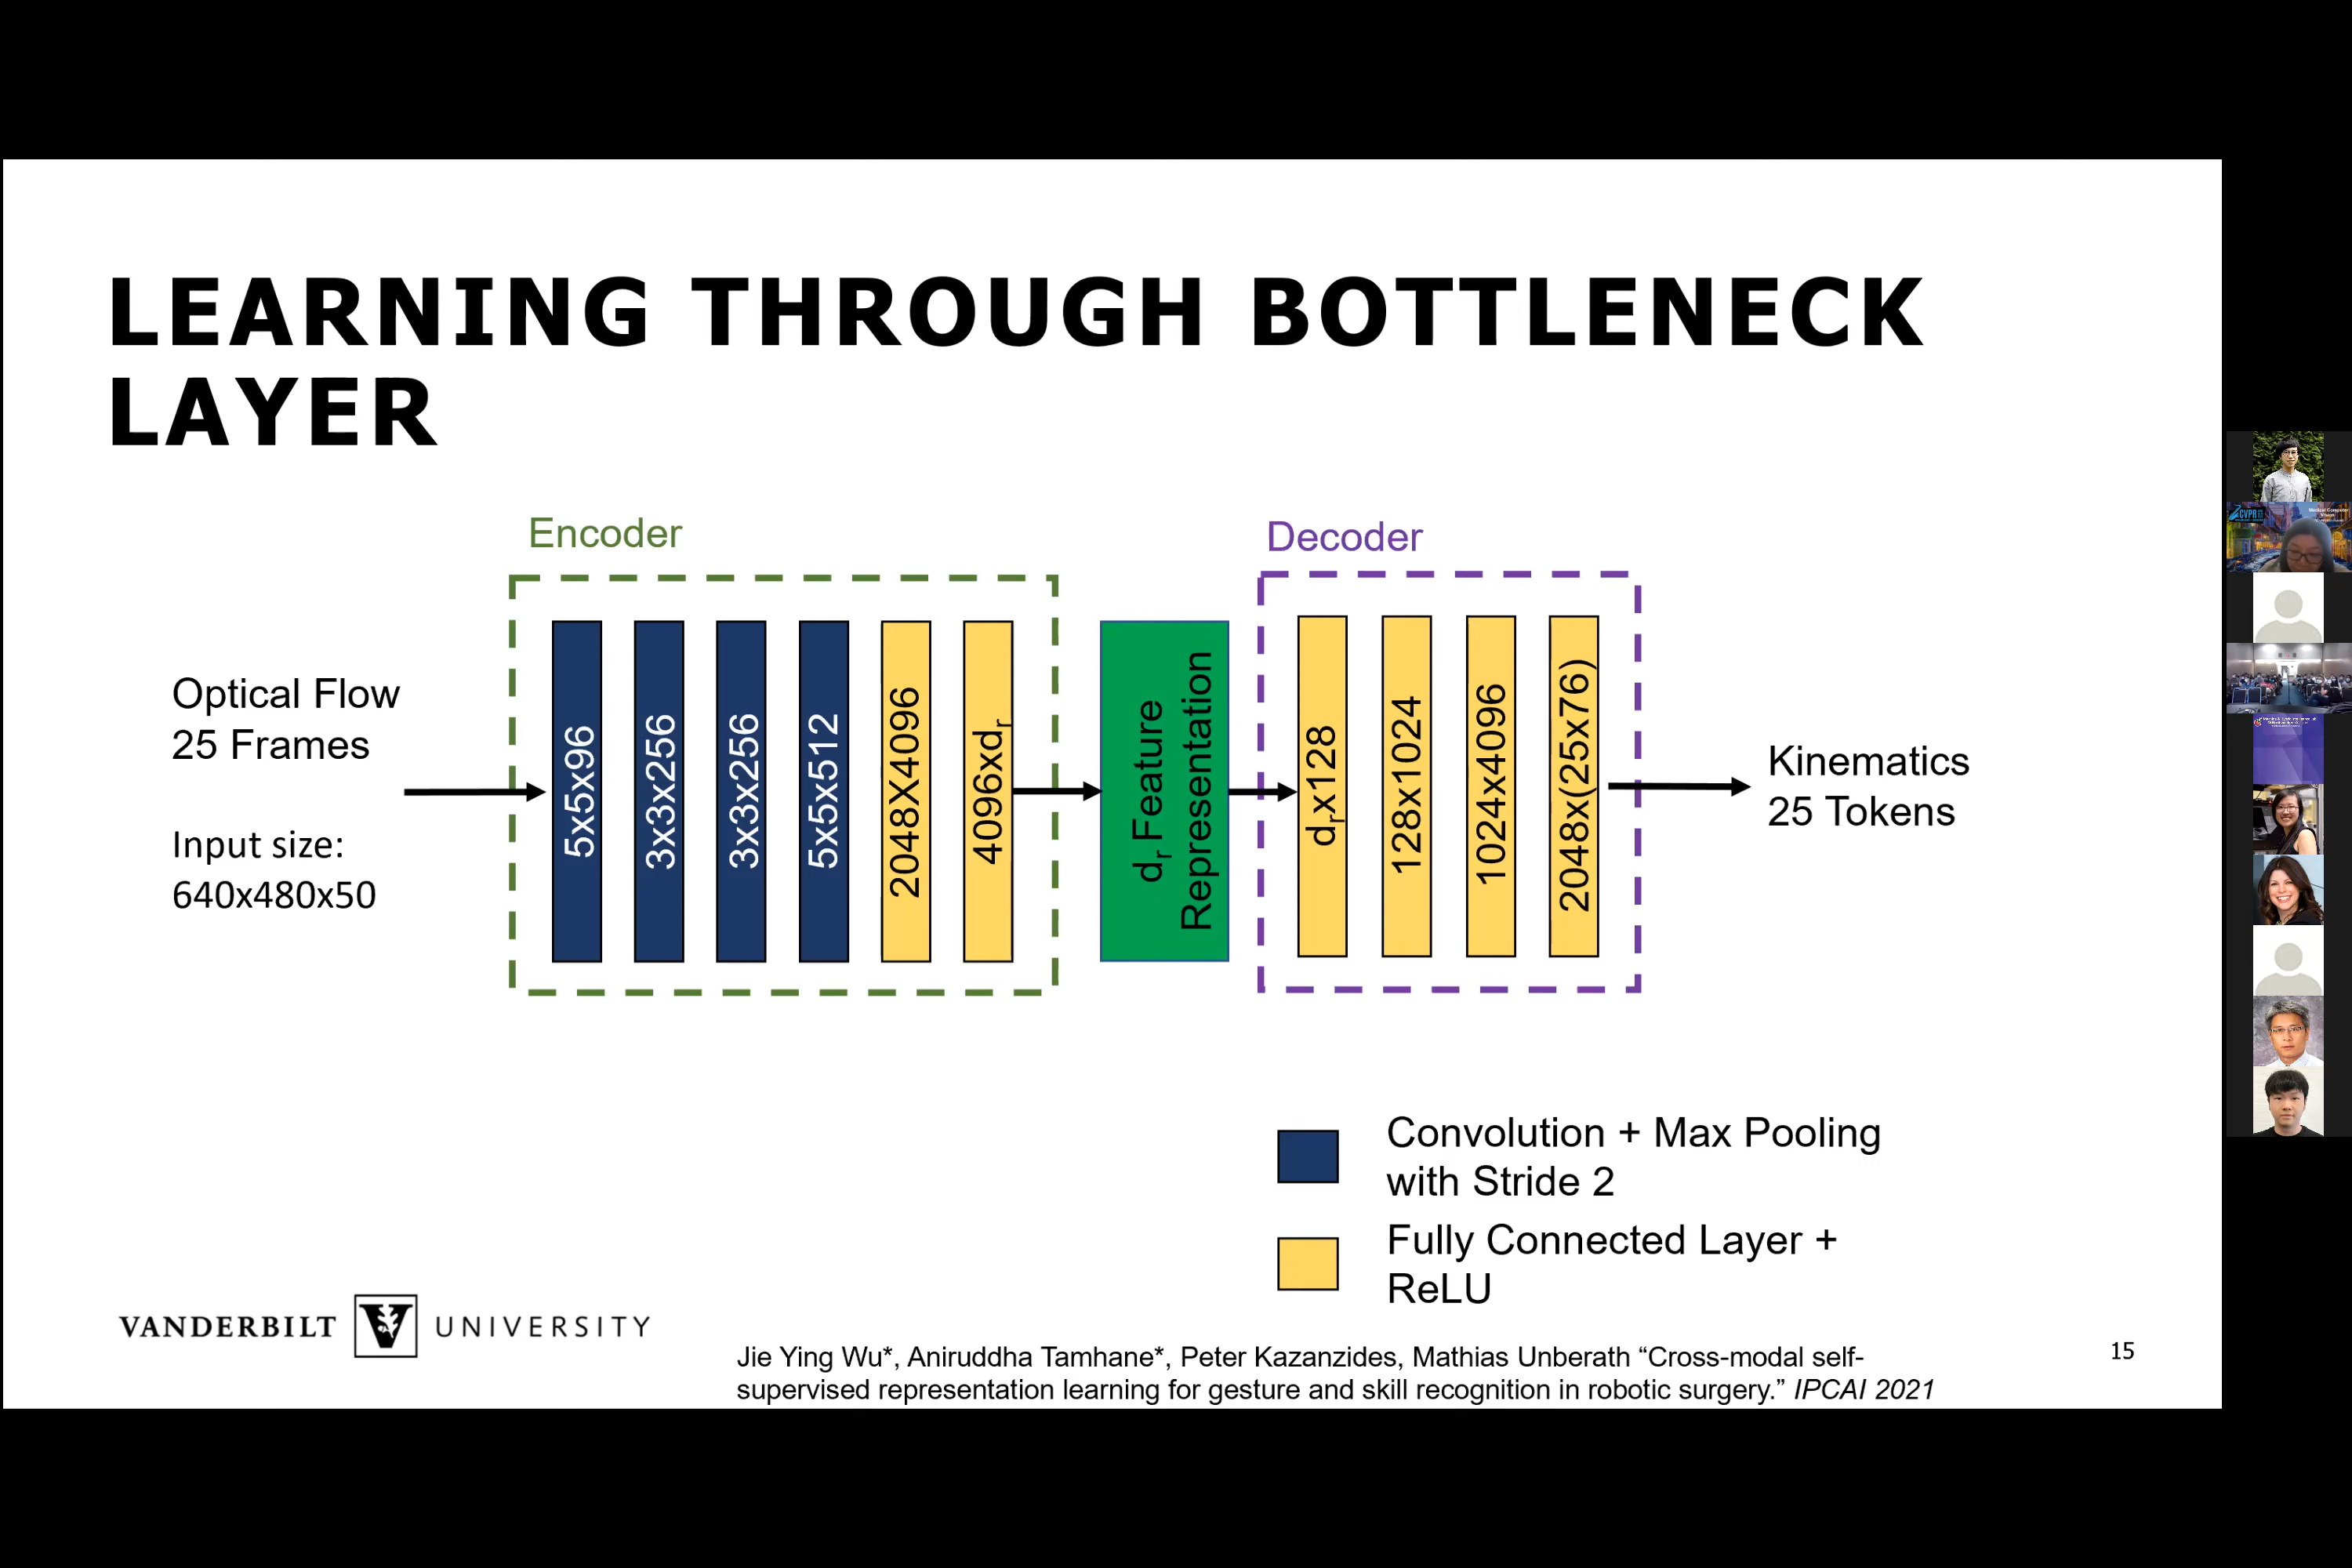 LEARNING THROUGH BOTTLENECK
LAYER
Encoder
Decoder
Optical Flow
25 Frames
Input size:
640x480x50
5x5x96
3x3x256
3x3x256
5x5x512
2048X4096
4096xdr
dr Feature
Representation
drx128
128x1024
1024x4096
2048x(25x76)
Kinematics
25 Tokens
Convolution + Max Pooling
with Stride 2
Fully Connected Layer +
ReLU
VANDERBILT V UNIVERSITY
Jie Ying Wu*, Aniruddha Tamhane*, Peter Kazanzides, Mathias Unberath “Cross-modal self-
supervised representation learning for gesture and skill recognition in robotic surgery.” IPCAI 2021
15
CVPR